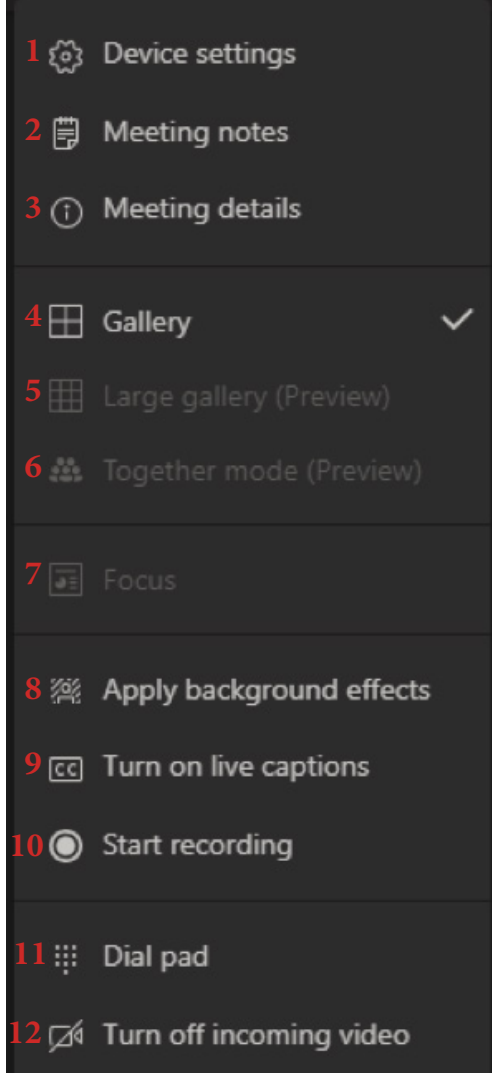 1 Device settings
2 Meeting notes
3 Meeting details
4 Gallery
5 Large gallery (Preview)
6 Together mode (Preview)
7 Focus
8 Apply background effects
9 CC Turn on live captions
10 Start recording
11 Dial pad
12 Turn off incoming video